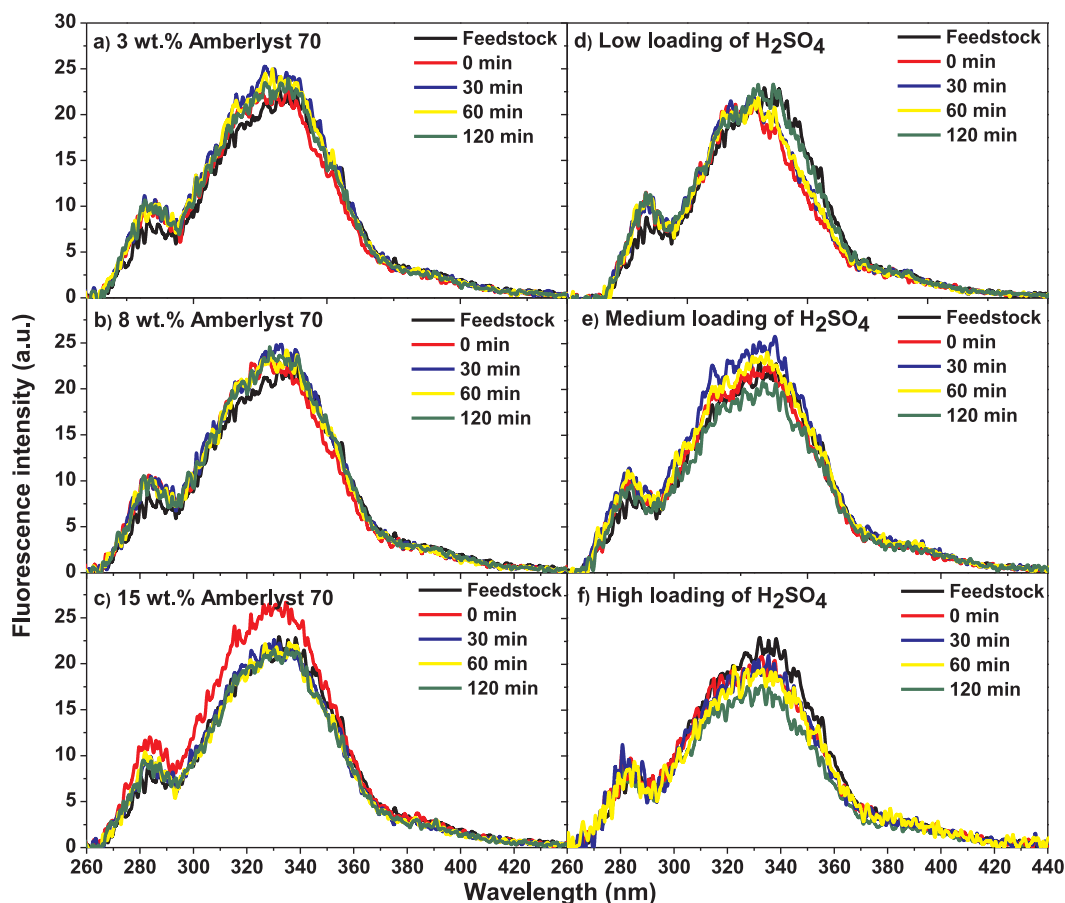 Fluorescence intensity (a.u.)
30
25
20
15
10
5
0
a) 3 wt.% Amberlyst 70
Feedstock
0 min
30 min
60 min
120 min
d) Low loading of H₂SO₄
Feedstock
0 min
30 min
60 min
120 min
25
20
15
10
5
0
b) 8 wt.% Amberlyst 70
Feedstock
0 min
30 min
60 min
120 min
e) Medium loading of H₂SO₄
Feedstock
0 min
30 min
60 min
120 min
25
20
15
10
5
0
c) 15 wt.% Amberlyst 70
Feedstock
0 min
30 min
60 min
120 min
f) High loading of H₂SO₄
Feedstock
0 min
30 min
60 min
120 min
260 280 300 320 340 360 380 400 420 260 280 300 320 340 360 380 400 420 440
Wavelength (nm)